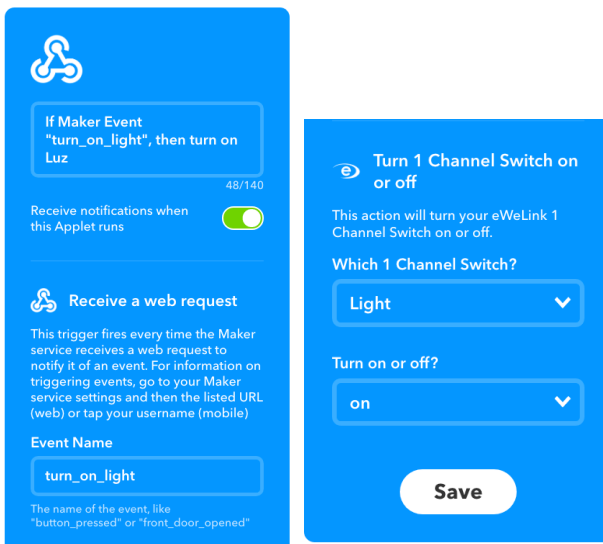 If Maker Event
"turn_on_light", then turn on
Luz
48/140
Receive notifications when
this Applet runs
Receive a web request
This trigger fires every time the Maker
service receives a web request to
notify it of an event. For information on
triggering events, go to your Maker
service settings and then the listed URL
(web) or tap your username (mobile)
Event Name
turn_on_light
The name of the event, like
"button_pressed" or "front_door_opened"
Turn 1 Channel Switch on
or off
This action will turn your eWeLink 1
Channel Switch on or off.
Which 1 Channel Switch?
Light
Turn on or off?
on
Save